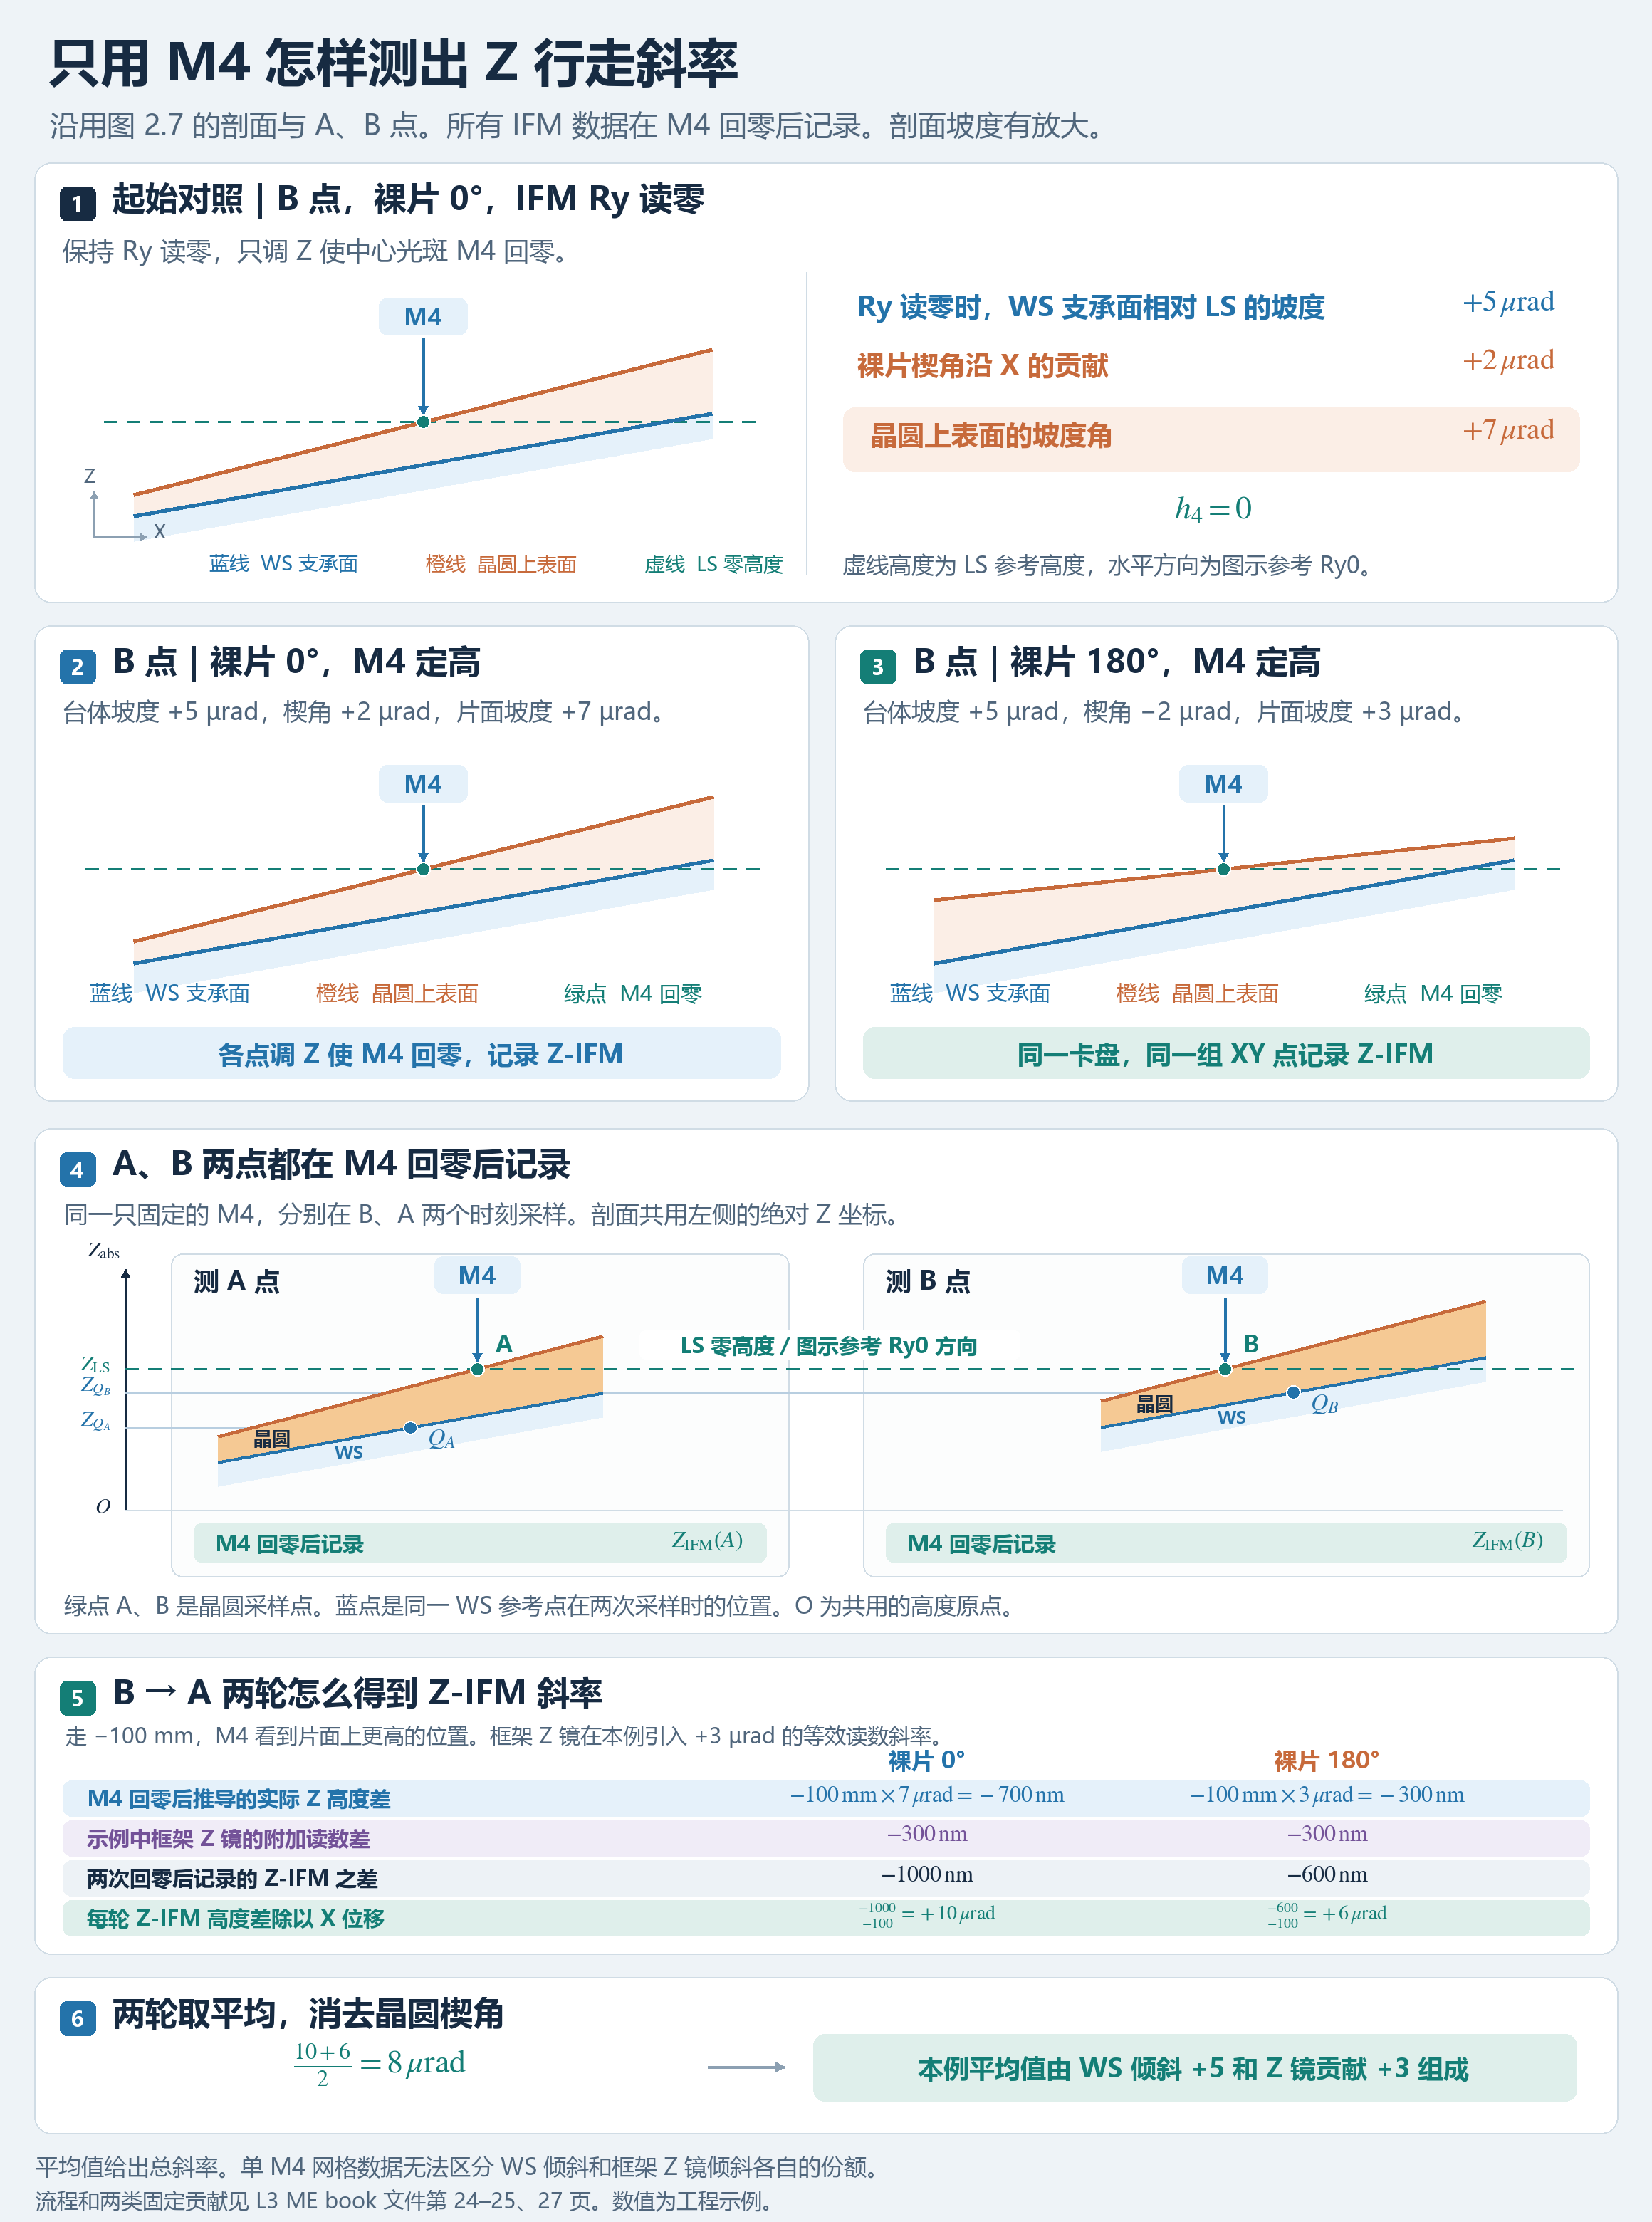 只用 M4 怎样测出 Z 行走斜率
沿用图 2.7 的剖面与 A、B 点。所有 IFM 数据在 M4 回零后记录。剖面坡度有放大。
1 起始对照 | B 点，裸片 0°，IFM Ry 读零
保持 Ry 读零，只调 Z 使中心光斑 M4 回零。
M4
Z
X
蓝线 WS 支承面 橙线 晶圆上表面 虚线 LS 零高度
Ry 读零时，WS 支承面相对 LS 的坡度 +5 μrad
裸片楔角沿 X 的贡献 +2 μrad
晶圆上表面的坡度角 +7 μrad
h₄ = 0
虚线高度为 LS 参考高度，水平方向为图示参考 Ry0。
2 B 点 | 裸片 0°，M4 定高
台体坡度 +5 μrad，楔角 +2 μrad，片面坡度 +7 μrad。
M4
蓝线 WS 支承面 橙线 晶圆上表面 绿点 M4 回零
各点调 Z 使 M4 回零，记录 Z-IFM
3 B 点 | 裸片 180°，M4 定高
台体坡度 +5 μrad，楔角 −2 μrad，片面坡度 +3 μrad。
M4
蓝线 WS 支承面 橙线 晶圆上表面 绿点 M4 回零
同一卡盘，同一组 XY 点记录 Z-IFM
4 A、B 两点都在 M4 回零后记录
同一只固定的 M4，分别在 B、A 两个时刻采样。剖面共用左侧的绝对 Z 坐标。
Z_abs
Z_LS
Z_{Q_B}
Z_{Q_A}
O
测 A 点
M4
A
晶圆
WS
Q_A
M4 回零后记录 Z_IFM(A)
LS 零高度 / 图示参考 Ry0 方向
测 B 点
M4
B
晶圆
WS
Q_B
M4 回零后记录 Z_IFM(B)
绿点 A、B 是晶圆采样点。蓝点是同一 WS 参考点在两次采样时的位置。O 为共用的高度原点。
5 B → A 两轮怎么得到 Z-IFM 斜率
走 −100 mm，M4 看到片面上更高的位置。框架 Z 镜在本例引入 +3 μrad 的等效读数斜率。
裸片 0° 裸片 180°
M4 回零后推导的实际 Z 高度差 −100 mm × 7 μrad = − 700 nm −100 mm × 3 μrad = − 300 nm
示例中框架 Z 镜的附加读数差 −300 nm −300 nm
两次回零后记录的 Z-IFM 之差 −1000 nm −600 nm
每轮 Z-IFM 高度差除以 X 位移 −1000/−100 = + 10 μrad −600/−100 = + 6 μrad
6 两轮取平均，消去晶圆楔角
10 + 6 / 2 = 8 μrad
本例平均值由 WS 倾斜 +5 和 Z 镜贡献 +3 组成
平均值给出总斜率。单 M4 网格数据无法区分 WS 倾斜和框架 Z 镜倾斜各自的份额。
流程和两类固定贡献见 L3 ME book 文件第 24–25、27 页。数值为工程示例。